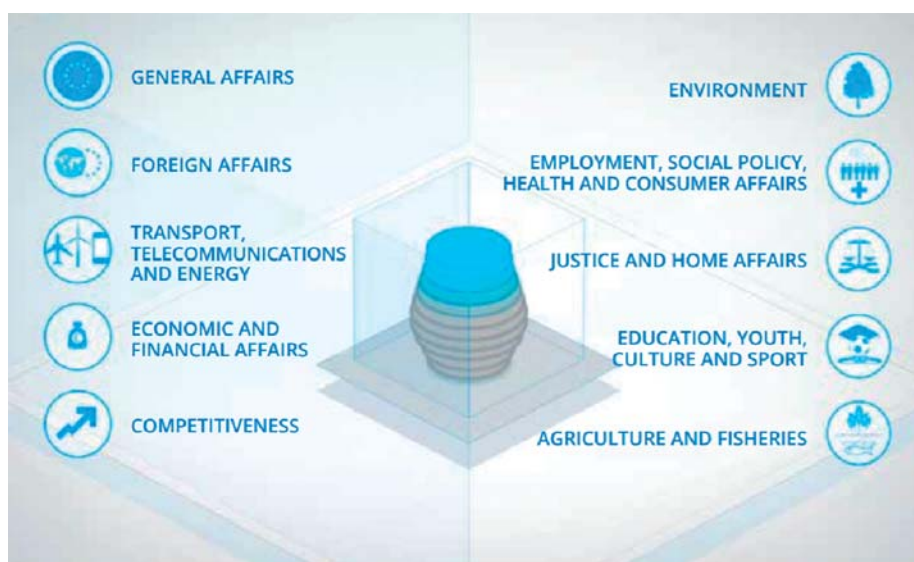 GENERAL AFFAIRS
FOREIGN AFFAIRS
TRANSPORT,
TELECOMMUNICATIONS
AND ENERGY
ECONOMIC AND
FINANCIAL AFFAIRS
COMPETITIVENESS
ENVIRONMENT
EMPLOYMENT, SOCIAL POLICY,
HEALTH AND CONSUMER AFFAIRS
JUSTICE AND HOME AFFAIRS
EDUCATION, YOUTH,
CULTURE AND SPORT
AGRICULTURE AND FISHERIES